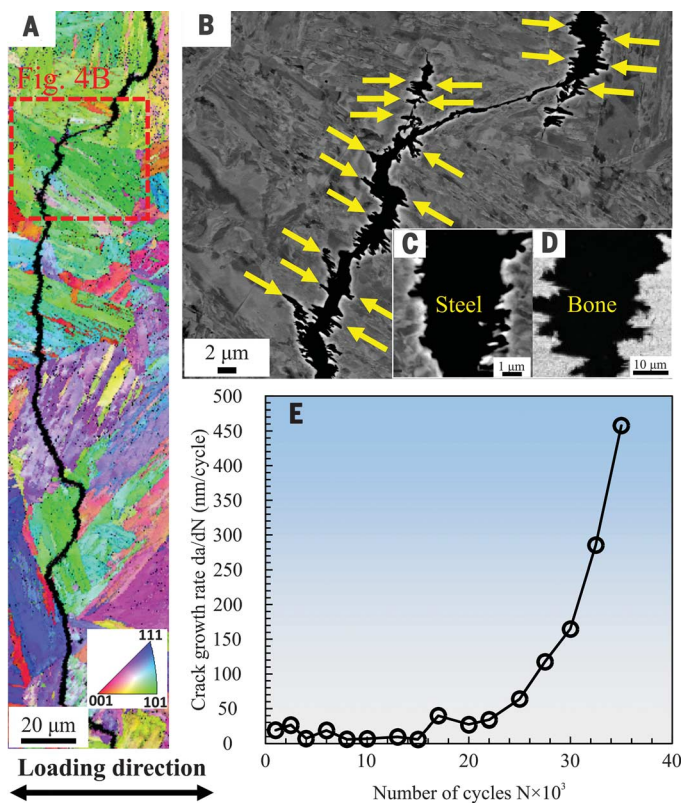 A
Fig. 4B
111
001
101
20 μm
Loading direction
B
2 μm
C
Steel
1 μm
D
Bone
10 μm
E
Crack growth rate da/dN (nm/cycle)
500
450
400
350
300
250
200
150
100
50
0
0
10
20
30
40
Number of cycles N×10³